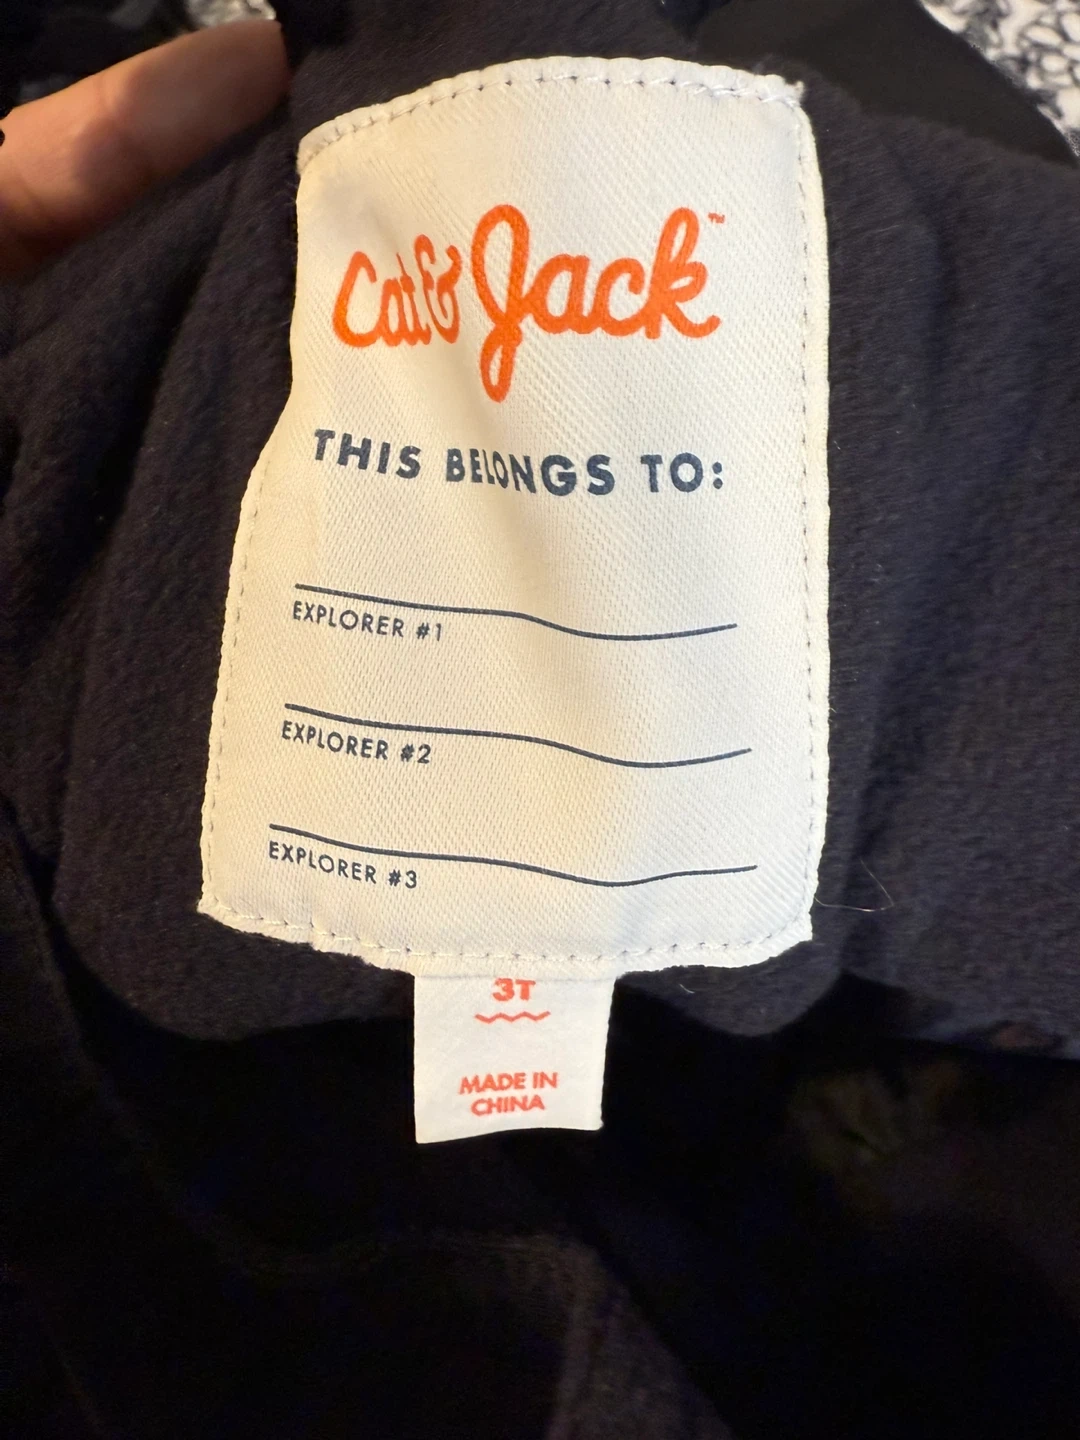 Cat & Jack™
THIS BELONGS TO:
EXPLORER #1
EXPLORER #2
EXPLORER #3
3T
MADE IN
CHINA